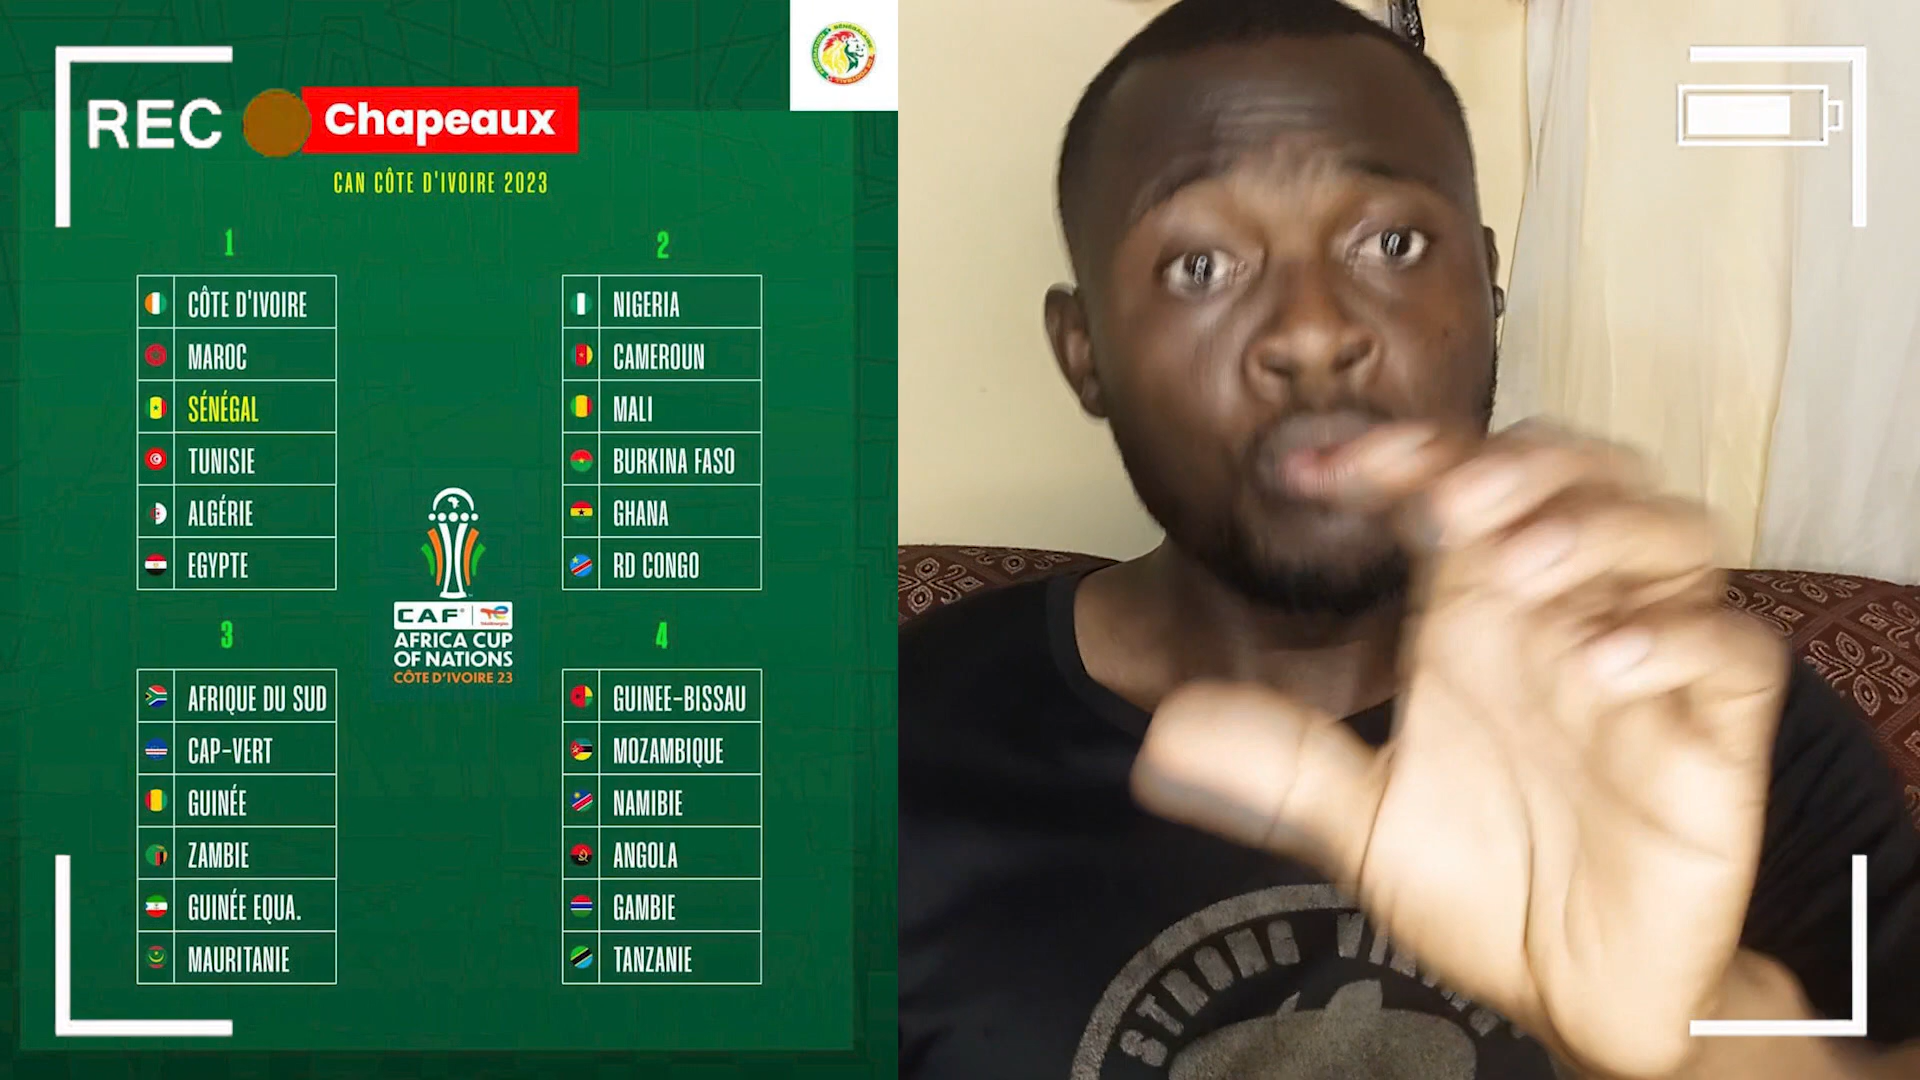 REC
Chapeaux
CAN CÔTE D'IVOIRE 2023
1
CÔTE D'IVOIRE
MAROC
SÉNÉGAL
TUNISIE
ALGÉRIE
EGYPTE
2
NIGERIA
CAMEROUN
MALI
BURKINA FASO
GHANA
RD CONGO
CAF
AFRICA CUP
OF NATIONS
CÔTE D'IVOIRE 23
3
AFRIQUE DU SUD
CAP-VERT
GUINÉE
ZAMBIE
GUINÉE EQUA.
MAURITANIE
4
GUINEE-BISSAU
MOZAMBIQUE
NAMIBIE
ANGOLA
GAMBIE
TANZANIE
STRONG